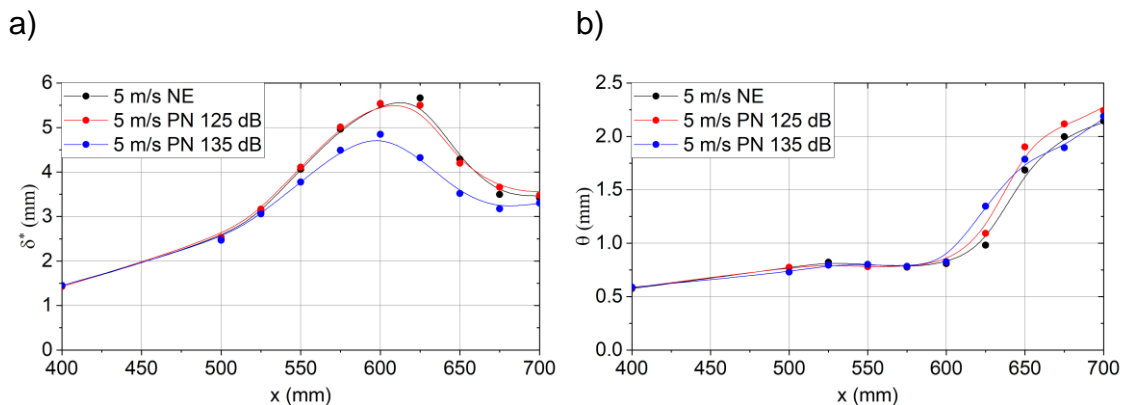 a)
5 m/s NE
5 m/s PN 125 dB
5 m/s PN 135 dB
δ* (mm)
6
5
4
3
2
1
0
400 450 500 550 600 650 700
x (mm)
b)
5 m/s NE
5 m/s PN 125 dB
5 m/s PN 135 dB
θ (mm)
2.5
2.0
1.5
1.0
0.5
0.0
400 450 500 550 600 650 700
x (mm)